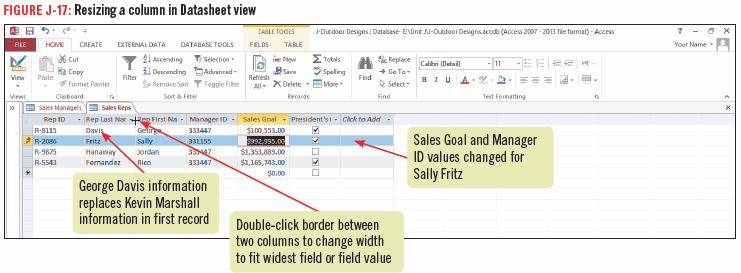 FIGURE J-17: Resizing a column in Datasheet view
TABLE TOOLS
J-Outdoor Designs : Database- E:\Unit J\J-Outdoor Designs.accdb (Access 2007 - 2013 file format) - Access
FILE HOME CREATE EXTERNAL DATA DATABASE TOOLS FIELDS TABLE Your Name
View
Views
Paste
Cut
Copy
Format Painter
Clipboard
Filter
Ascending
Descending
Remove Sort
Selection
Advanced
Toggle Filter
Sort & Filter
Refresh
All
New
Save
Delete
Totals
Spelling
More
Records
Find
Replace
Go To
Select
Find
Calibri (Detail) 11
B I U
Text Formatting
Sales Managers Sales Reps
Rep ID Rep Last Nar Rep First Na Manager ID Sales Goal President's Click to Add
R-8115 Davis George 333447 $100,553.00
R-2086 Fritz Sally 331155 $992,995.00
R-9875 Hanaway Jordan 333447 $1,353,889.00
R-5543 Fernandez Rico 333447 $1,165,743.00
$0.00
Sales Goal and Manager
ID values changed for
Sally Fritz
George Davis information
replaces Kevin Marshall
information in first record
Double-click border between
two columns to change width
to fit widest field or field value